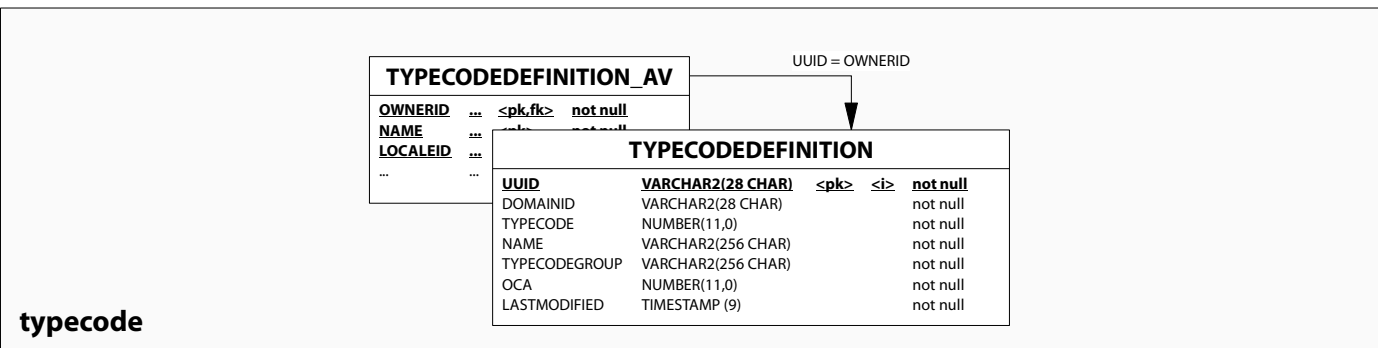 UUID = OWNERID
TYPECODEDEFINITION_AV
OWNERID ... <pk,fk> not null
NAME ...
LOCALEID ...
... ...
TYPECODEDEFINITION
UUID VARCHAR2(28 CHAR) <pk> <i> not null
DOMAINID VARCHAR2(28 CHAR) not null
TYPECODE NUMBER(11,0) not null
NAME VARCHAR2(256 CHAR) not null
TYPECODEGROUP VARCHAR2(256 CHAR) not null
OCA NUMBER(11,0) not null
LASTMODIFIED TIMESTAMP (9) not null
typecode